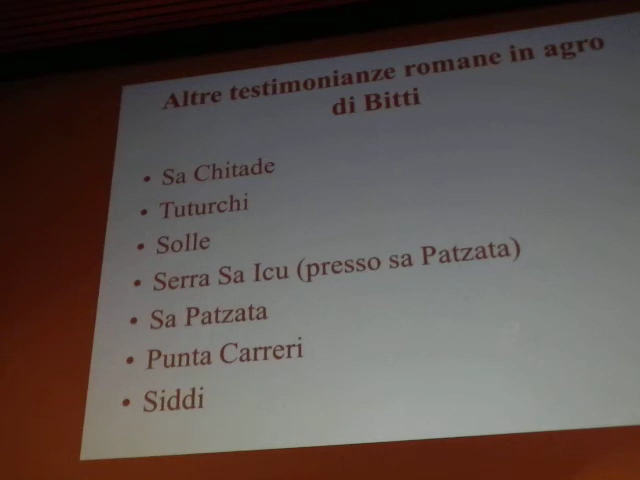 Altre testimonianze romane in agro
di Bitti
• Sa Chitade
• Tuturchi
• Solle
• Serra Sa Icu (presso sa Patzata)
• Sa Patzata
• Punta Carreri
• Siddi